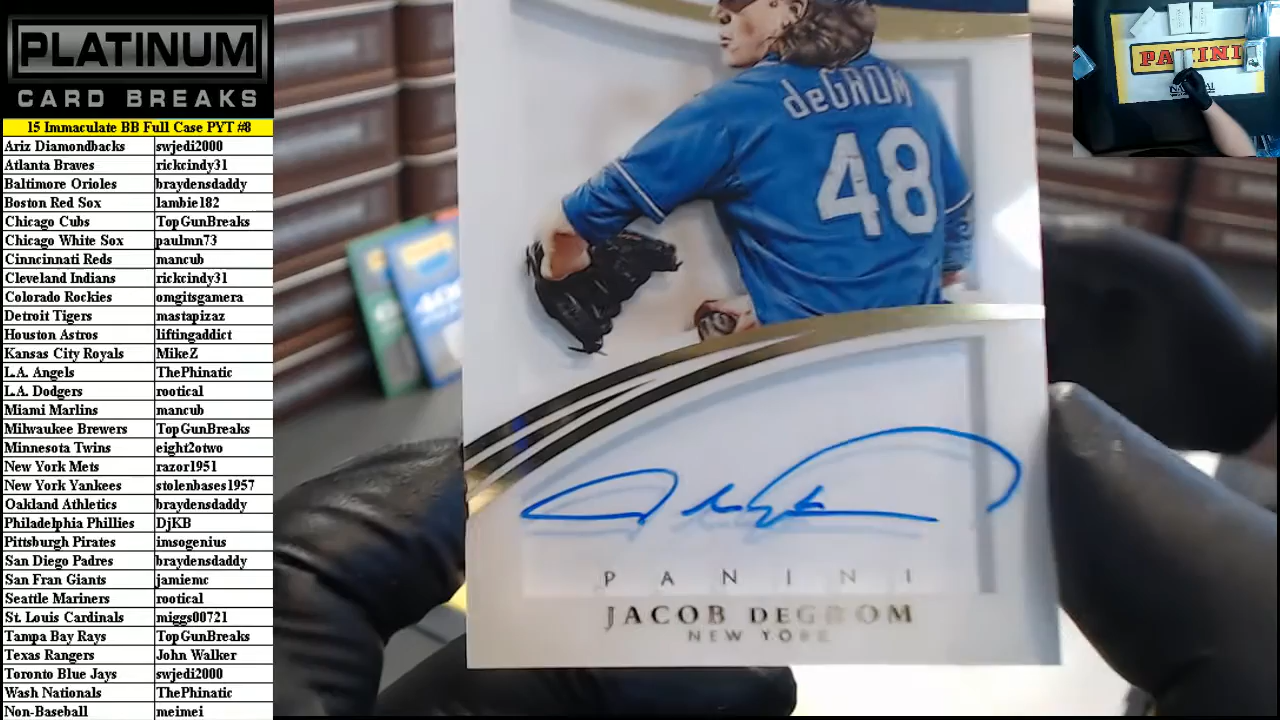 PLATINUM
CARD BREAKS
15 Immaculate BB Full Case PYT #8
Ariz Diamondbacks swjedi2000
Atlanta Braves rickcindy31
Baltimore Orioles braydensdaddy
Boston Red Sox lambie182
Chicago Cubs TopGunBreaks
Chicago White Sox paulmn73
Cinncinnati Reds mancub
Cleveland Indians rickcindy31
Colorado Rockies omgitsgamera
Detroit Tigers mastapizaz
Houston Astros liftingaddict
Kansas City Royals MikeZ
L.A. Angels ThePhinatic
L.A. Dodgers rootical
Miami Marlins mancub
Milwaukee Brewers TopGunBreaks
Minnesota Twins eight2otwo
New York Mets razor1951
New York Yankees stolenbases1957
Oakland Athletics braydensdaddy
Philadelphia Phillies DjKB
Pittsburgh Pirates imsogenius
San Diego Padres braydensdaddy
San Fran Giants jamiemc
Seattle Mariners rootical
St. Louis Cardinals miggs00721
Tampa Bay Rays TopGunBreaks
Texas Rangers John Walker
Toronto Blue Jays swjedi2000
Wash Nationals ThePhinatic
Non-Baseball meimei
deGROM
48
PANINI
JACOB DEGROM
NEW YORK
PANINI